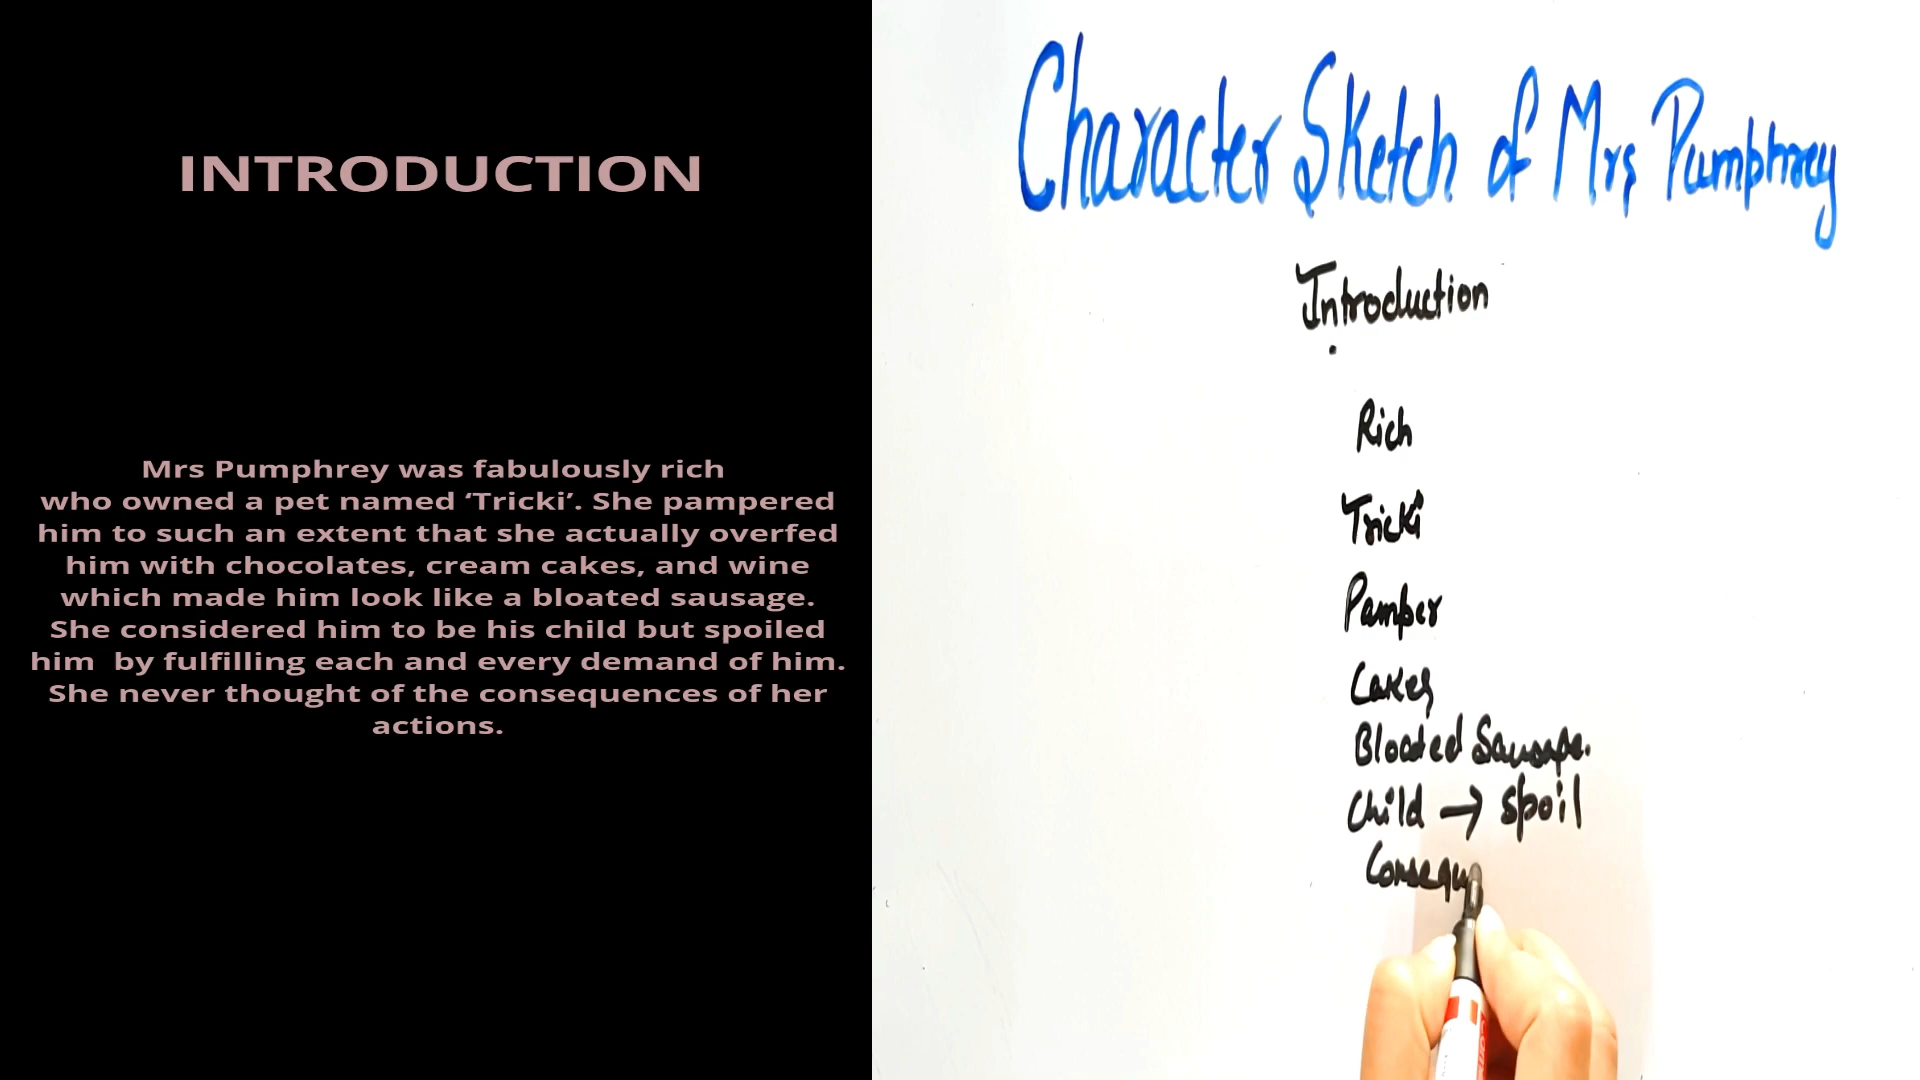 INTRODUCTION
Mrs Pumphrey was fabulously rich
who owned a pet named ‘Tricki’. She pampered
him to such an extent that she actually overfed
him with chocolates, cream cakes, and wine
which made him look like a bloated sausage.
She considered him to be his child but spoiled
him  by fulfilling each and every demand of him.
She never thought of the consequences of her
actions.
Character Sketch of Mrs Pumphrey
Introduction
Rich
Tricki
Pamper
Cakes
Bloated Sausage.
Child → spoil
Consequ